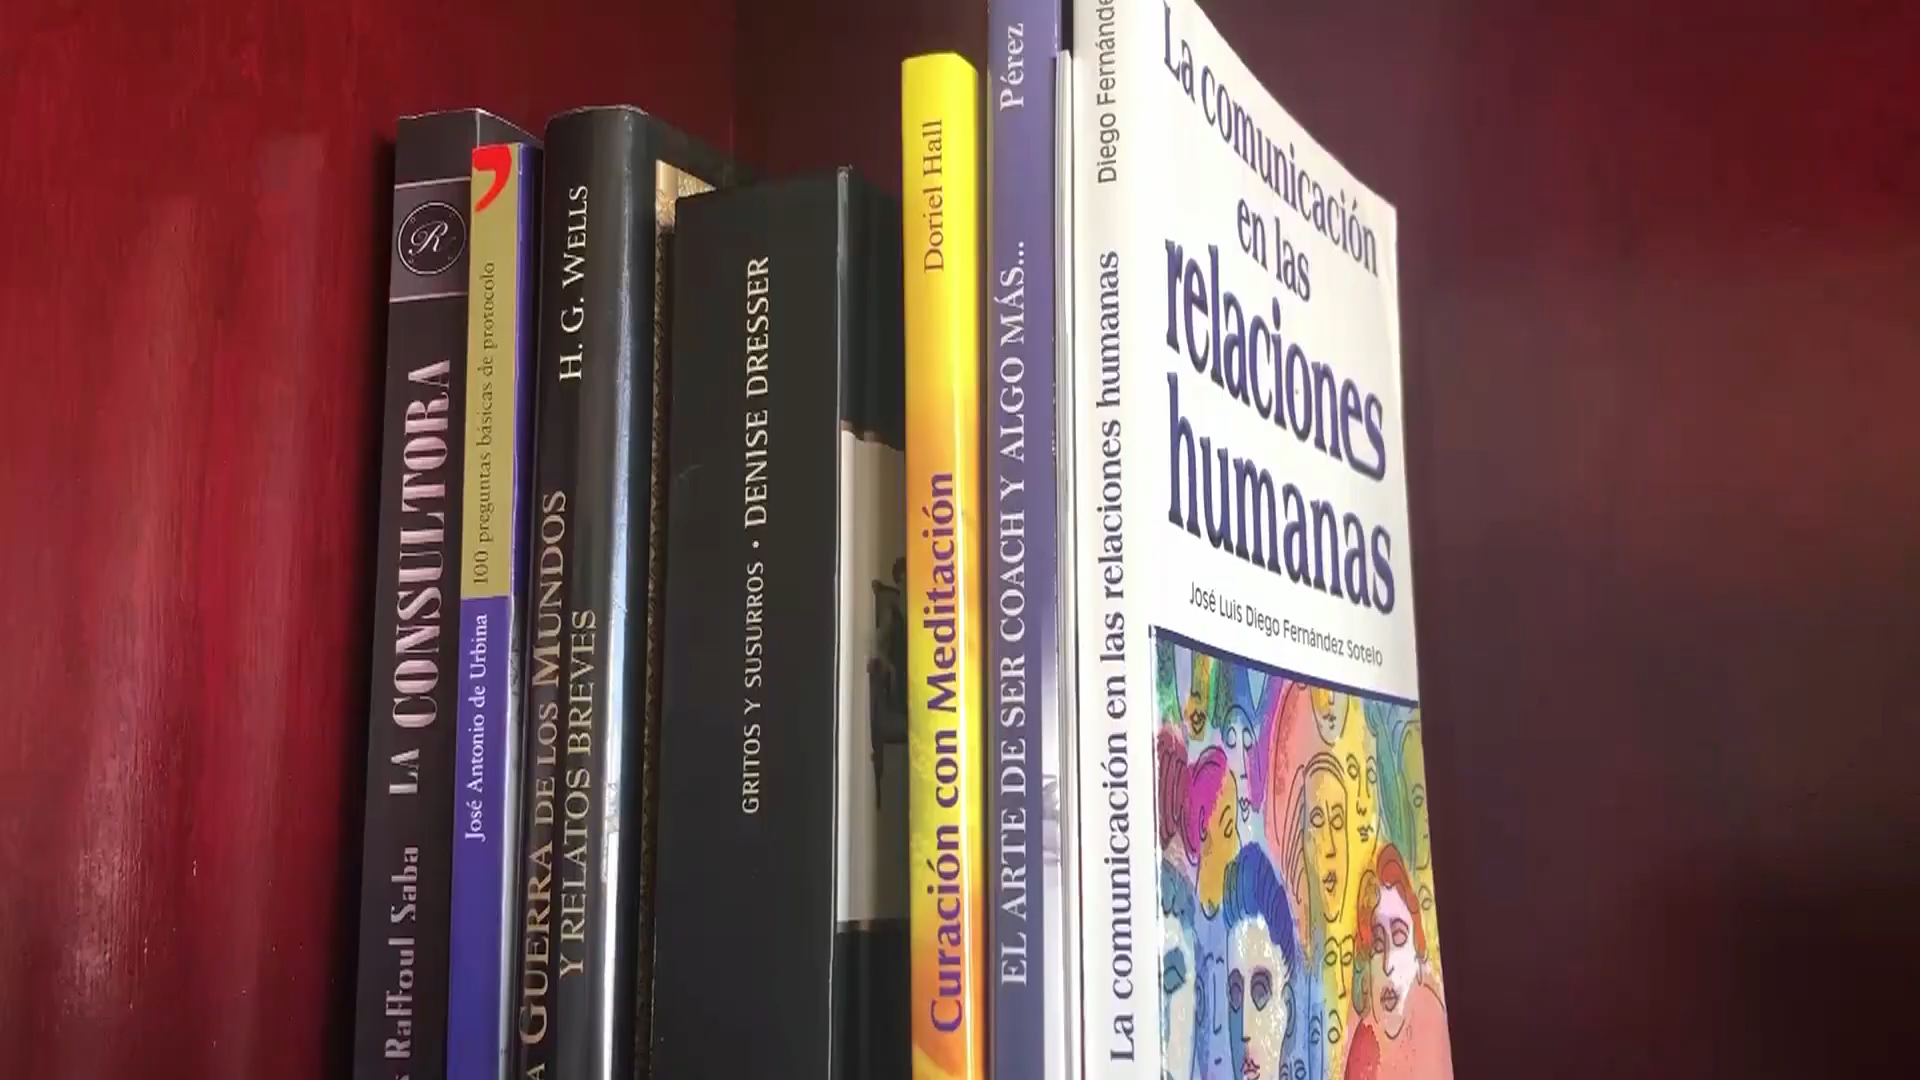 R
LA CONSULTORA
Raffoul Saba
100 preguntas básicas de protocolo
José Antonio de Urbina
H. G. WELLS
A GUERRA DE LOS MUNDOS
Y RELATOS BREVES
GRITOS Y SUSURROS • DENISE DRESSER
Doriel Hall
Curación con Meditación
Pérez
EL ARTE DE SER COACH Y ALGO MÁS...
Diego Fernánde
La comunicación en las relaciones humanas
La comunicación
en las
relaciones
humanas
José Luis Diego Fernández Sotelo